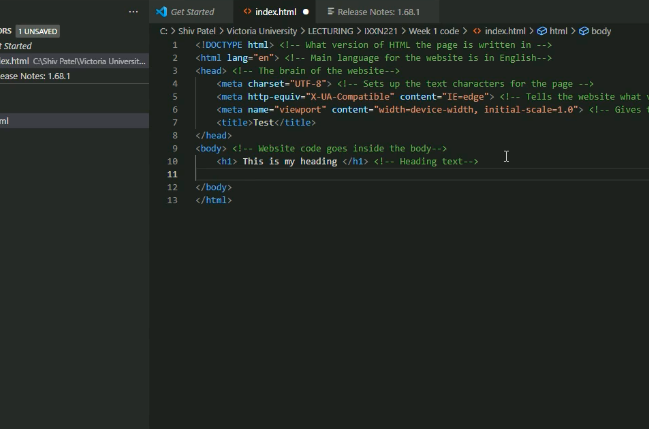 Get Started
index.html
Release Notes: 1.68.1
ORS 1 UNSAVED
t Started
lex.html C:\Shiv Patel\Victoria Universit...
ease Notes: 1.68.1
ml
C: > Shiv Patel > Victoria University > LECTURING > IXXN221 > Week 1 code > index.html > html > body
1 <!DOCTYPE html> <!-- What version of HTML the page is written in -->
2 <html lang="en"> <!-- Main language for the website is in English-->
3 <head> <!-- The brain of the website-->
4 <meta charset="UTF-8"> <!-- Sets up the text characters for the page -->
5 <meta http-equiv="X-UA-Compatible" content="IE=edge"> <!-- Tells the website what v
6 <meta name="viewport" content="width=device-width, initial-scale=1.0"> <!-- Gives t
7 <title>Test</title>
8 </head>
9 <body> <!-- Website code goes inside the body-->
10 <h1> This is my heading </h1> <!-- Heading text-->
11
12 </body>
13 </html>